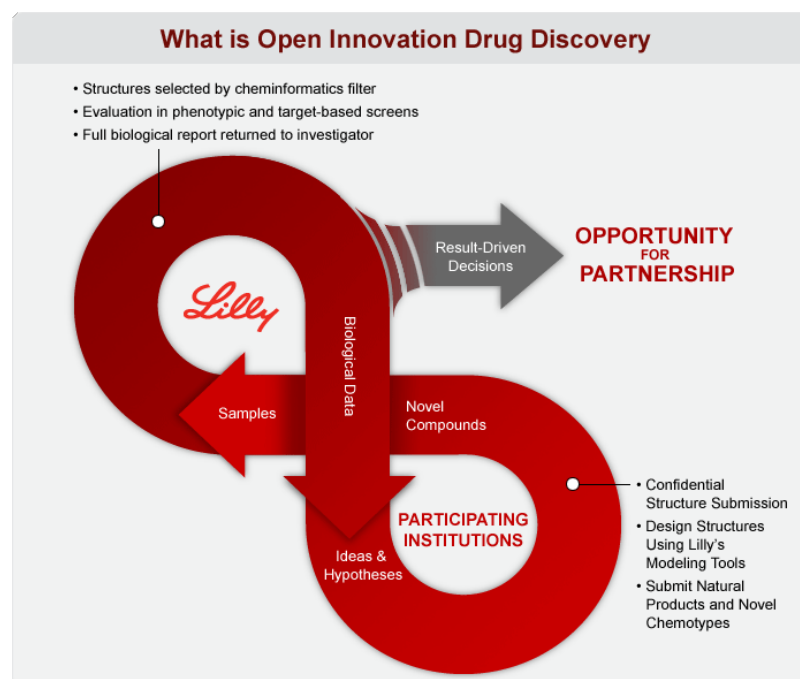 What is Open Innovation Drug Discovery
• Structures selected by cheminformatics filter
• Evaluation in phenotypic and target-based screens
• Full biological report returned to investigator
Result-Driven
Decisions
OPPORTUNITY
FOR
PARTNERSHIP
Lilly
Biological Data
Samples
Novel
Compounds
PARTICIPATING
INSTITUTIONS
Ideas &
Hypotheses
• Confidential
Structure Submission
• Design Structures
Using Lilly's
Modeling Tools
• Submit Natural
Products and Novel
Chemotypes